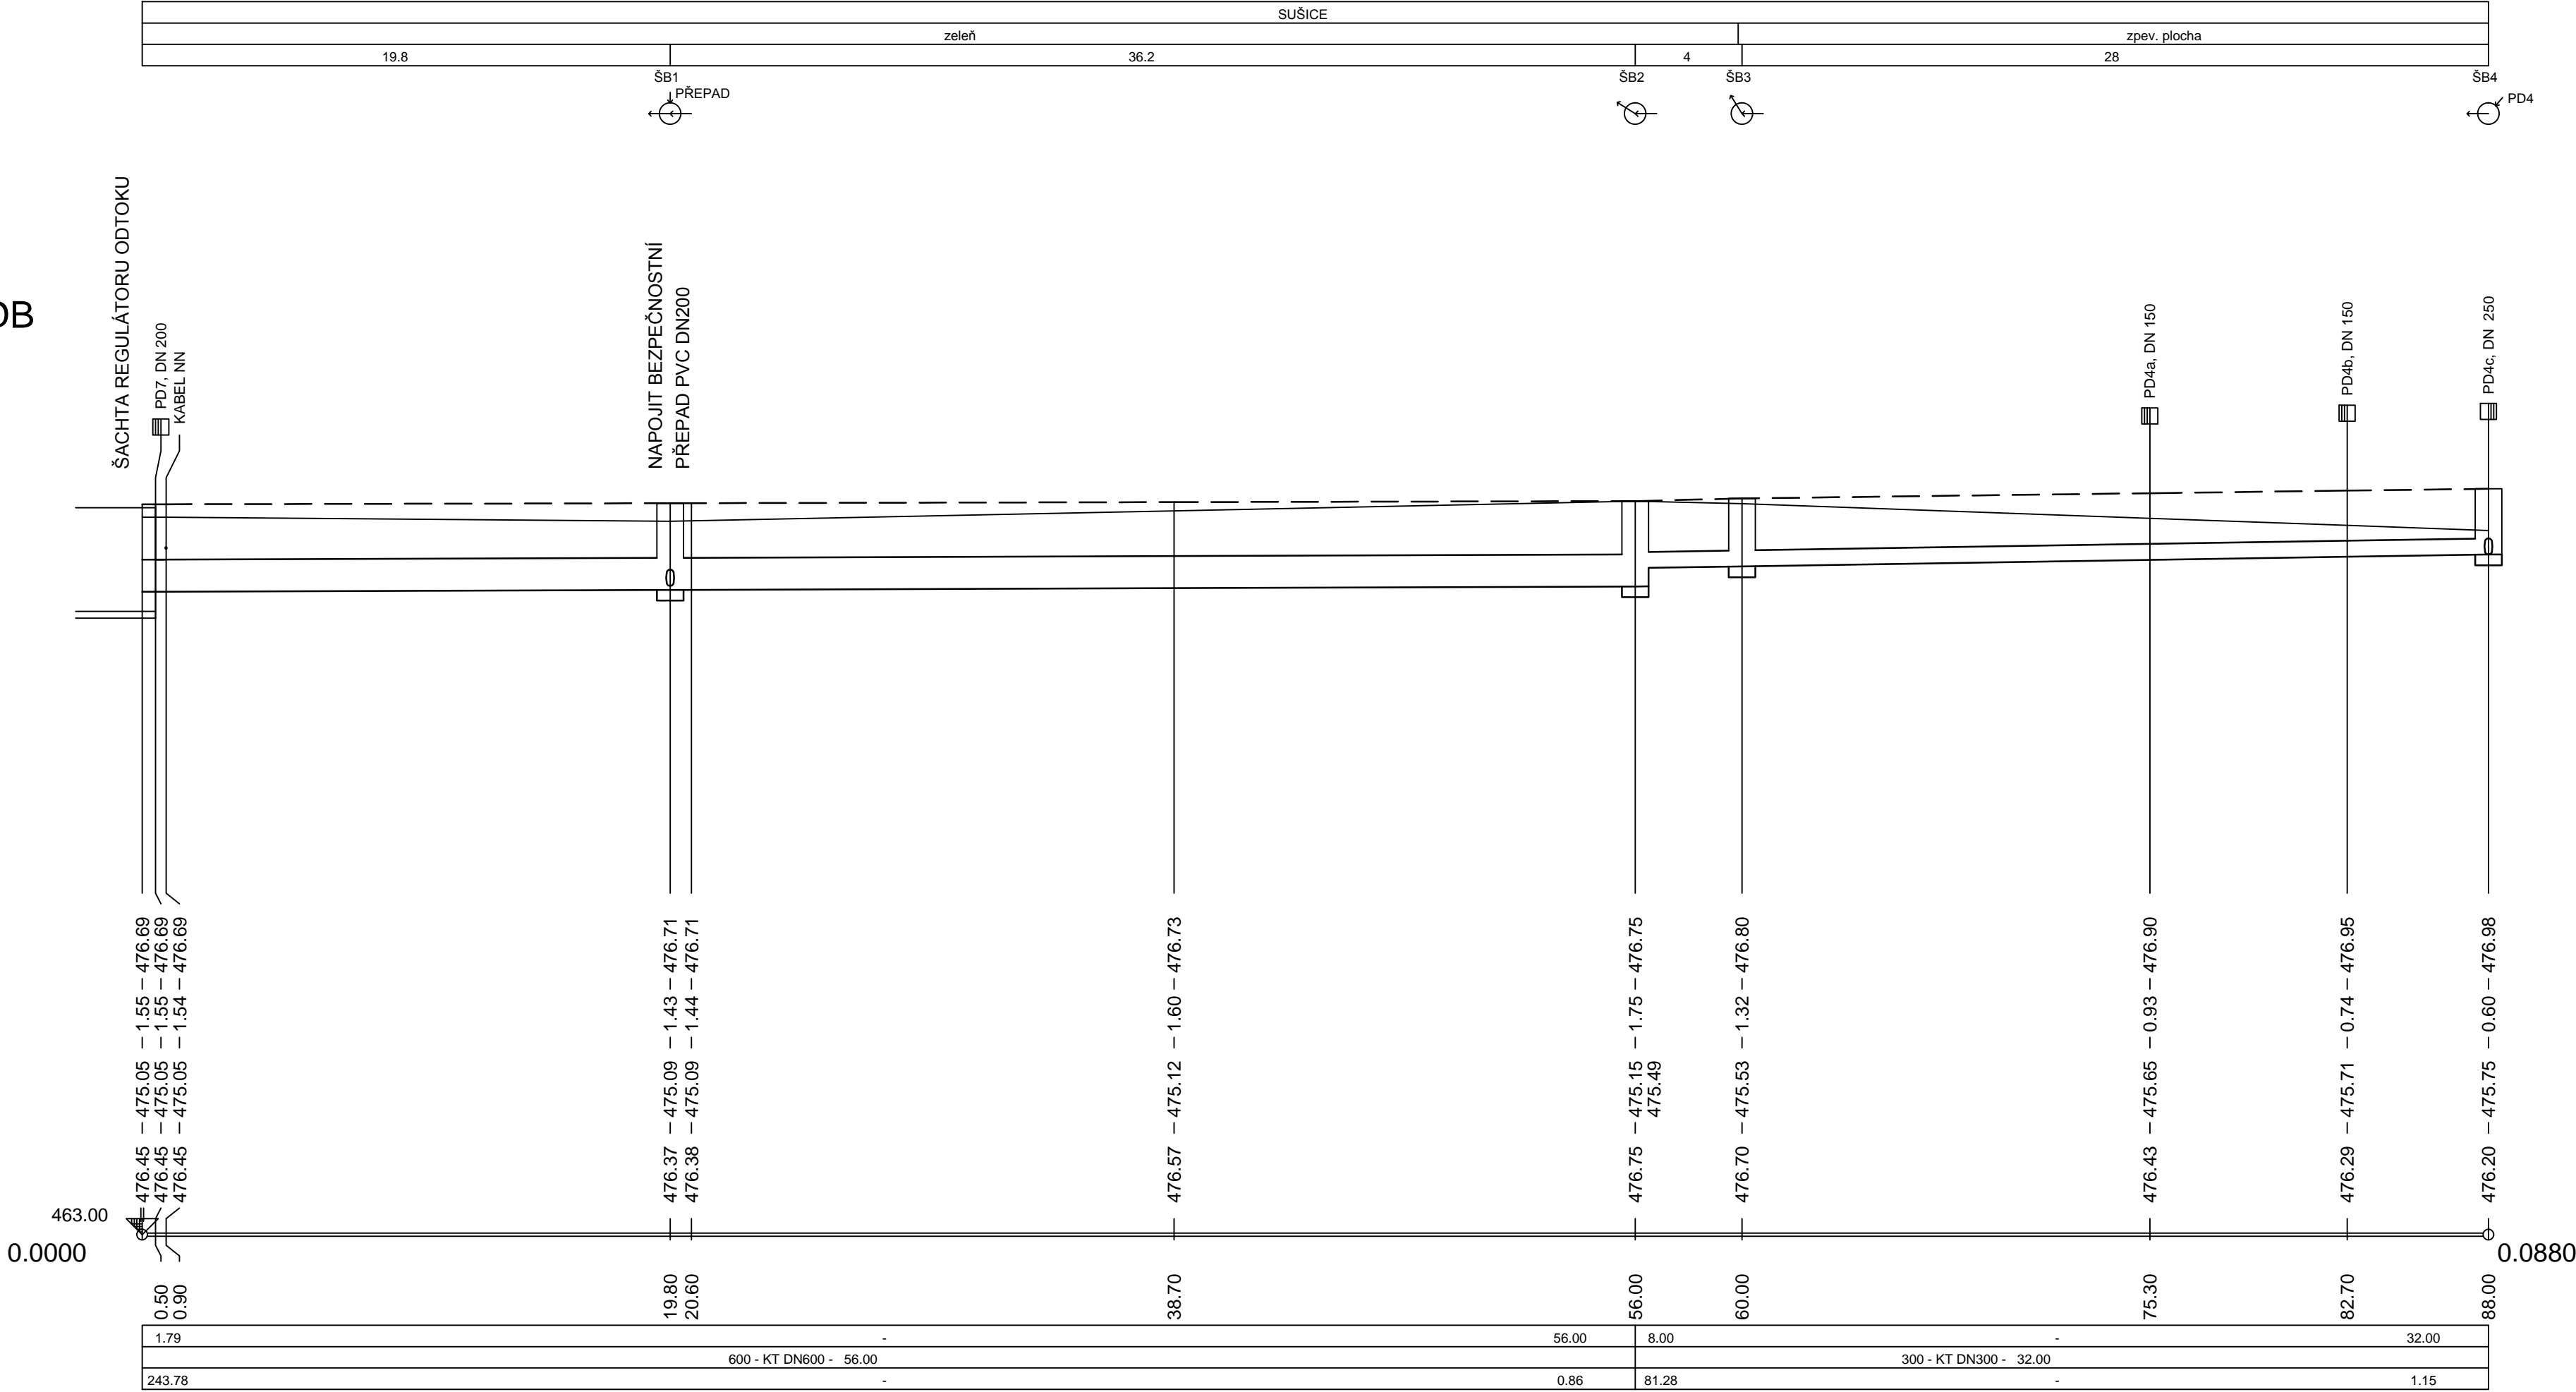 SUŠICE
zeleň
zpev. plocha
19.8
36.2
4
28
ŠB1
ŠB2
ŠB3
ŠB4
PŘEPAD
PD4
ŠACHTA REGULÁTORU ODTOKU
PD7, DN 200
KABEL NN
NAPOJIT BEZPEČNOSTNÍ
PŘEPAD PVC DN200
PD4a, DN 150
PD4b, DN 150
PD4c, DN 250
DB
476.45 – 475.05 – 1.55 – 476.69
476.45 – 475.05 – 1.55 – 476.69
476.45 – 475.05 – 1.54 – 476.69
476.37 – 475.09 – 1.43 – 476.71
476.38 – 475.09 – 1.44 – 476.71
476.57 – 475.12 – 1.60 – 476.73
476.75 – 475.15 – 1.75 – 476.75
475.49
476.70 – 475.53 – 1.32 – 476.80
476.43 – 475.65 – 0.93 – 476.90
476.29 – 475.71 – 0.74 – 476.95
476.20 – 475.75 – 0.60 – 476.98
463.00
0.0000
0.0880
0.50
0.90
19.80
20.60
38.70
56.00
60.00
75.30
82.70
88.00
1.79 - 56.00
8.00 - 32.00
600 - KT DN600 - 56.00
300 - KT DN300 - 32.00
243.78 - 0.86
81.28 - 1.15